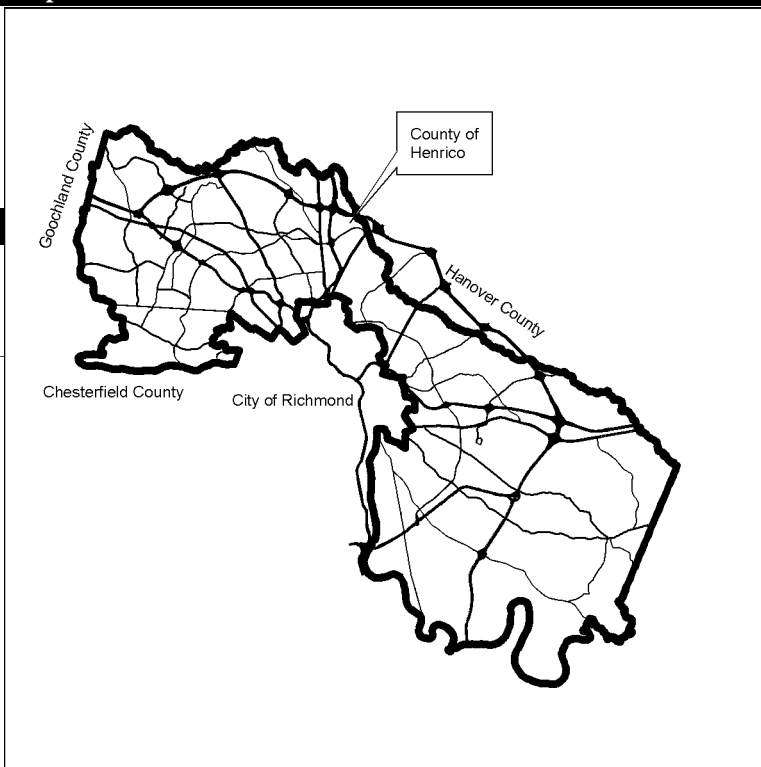 County of
Henrico
Goochland County
Hanover County
Chesterfield County
City of Richmond